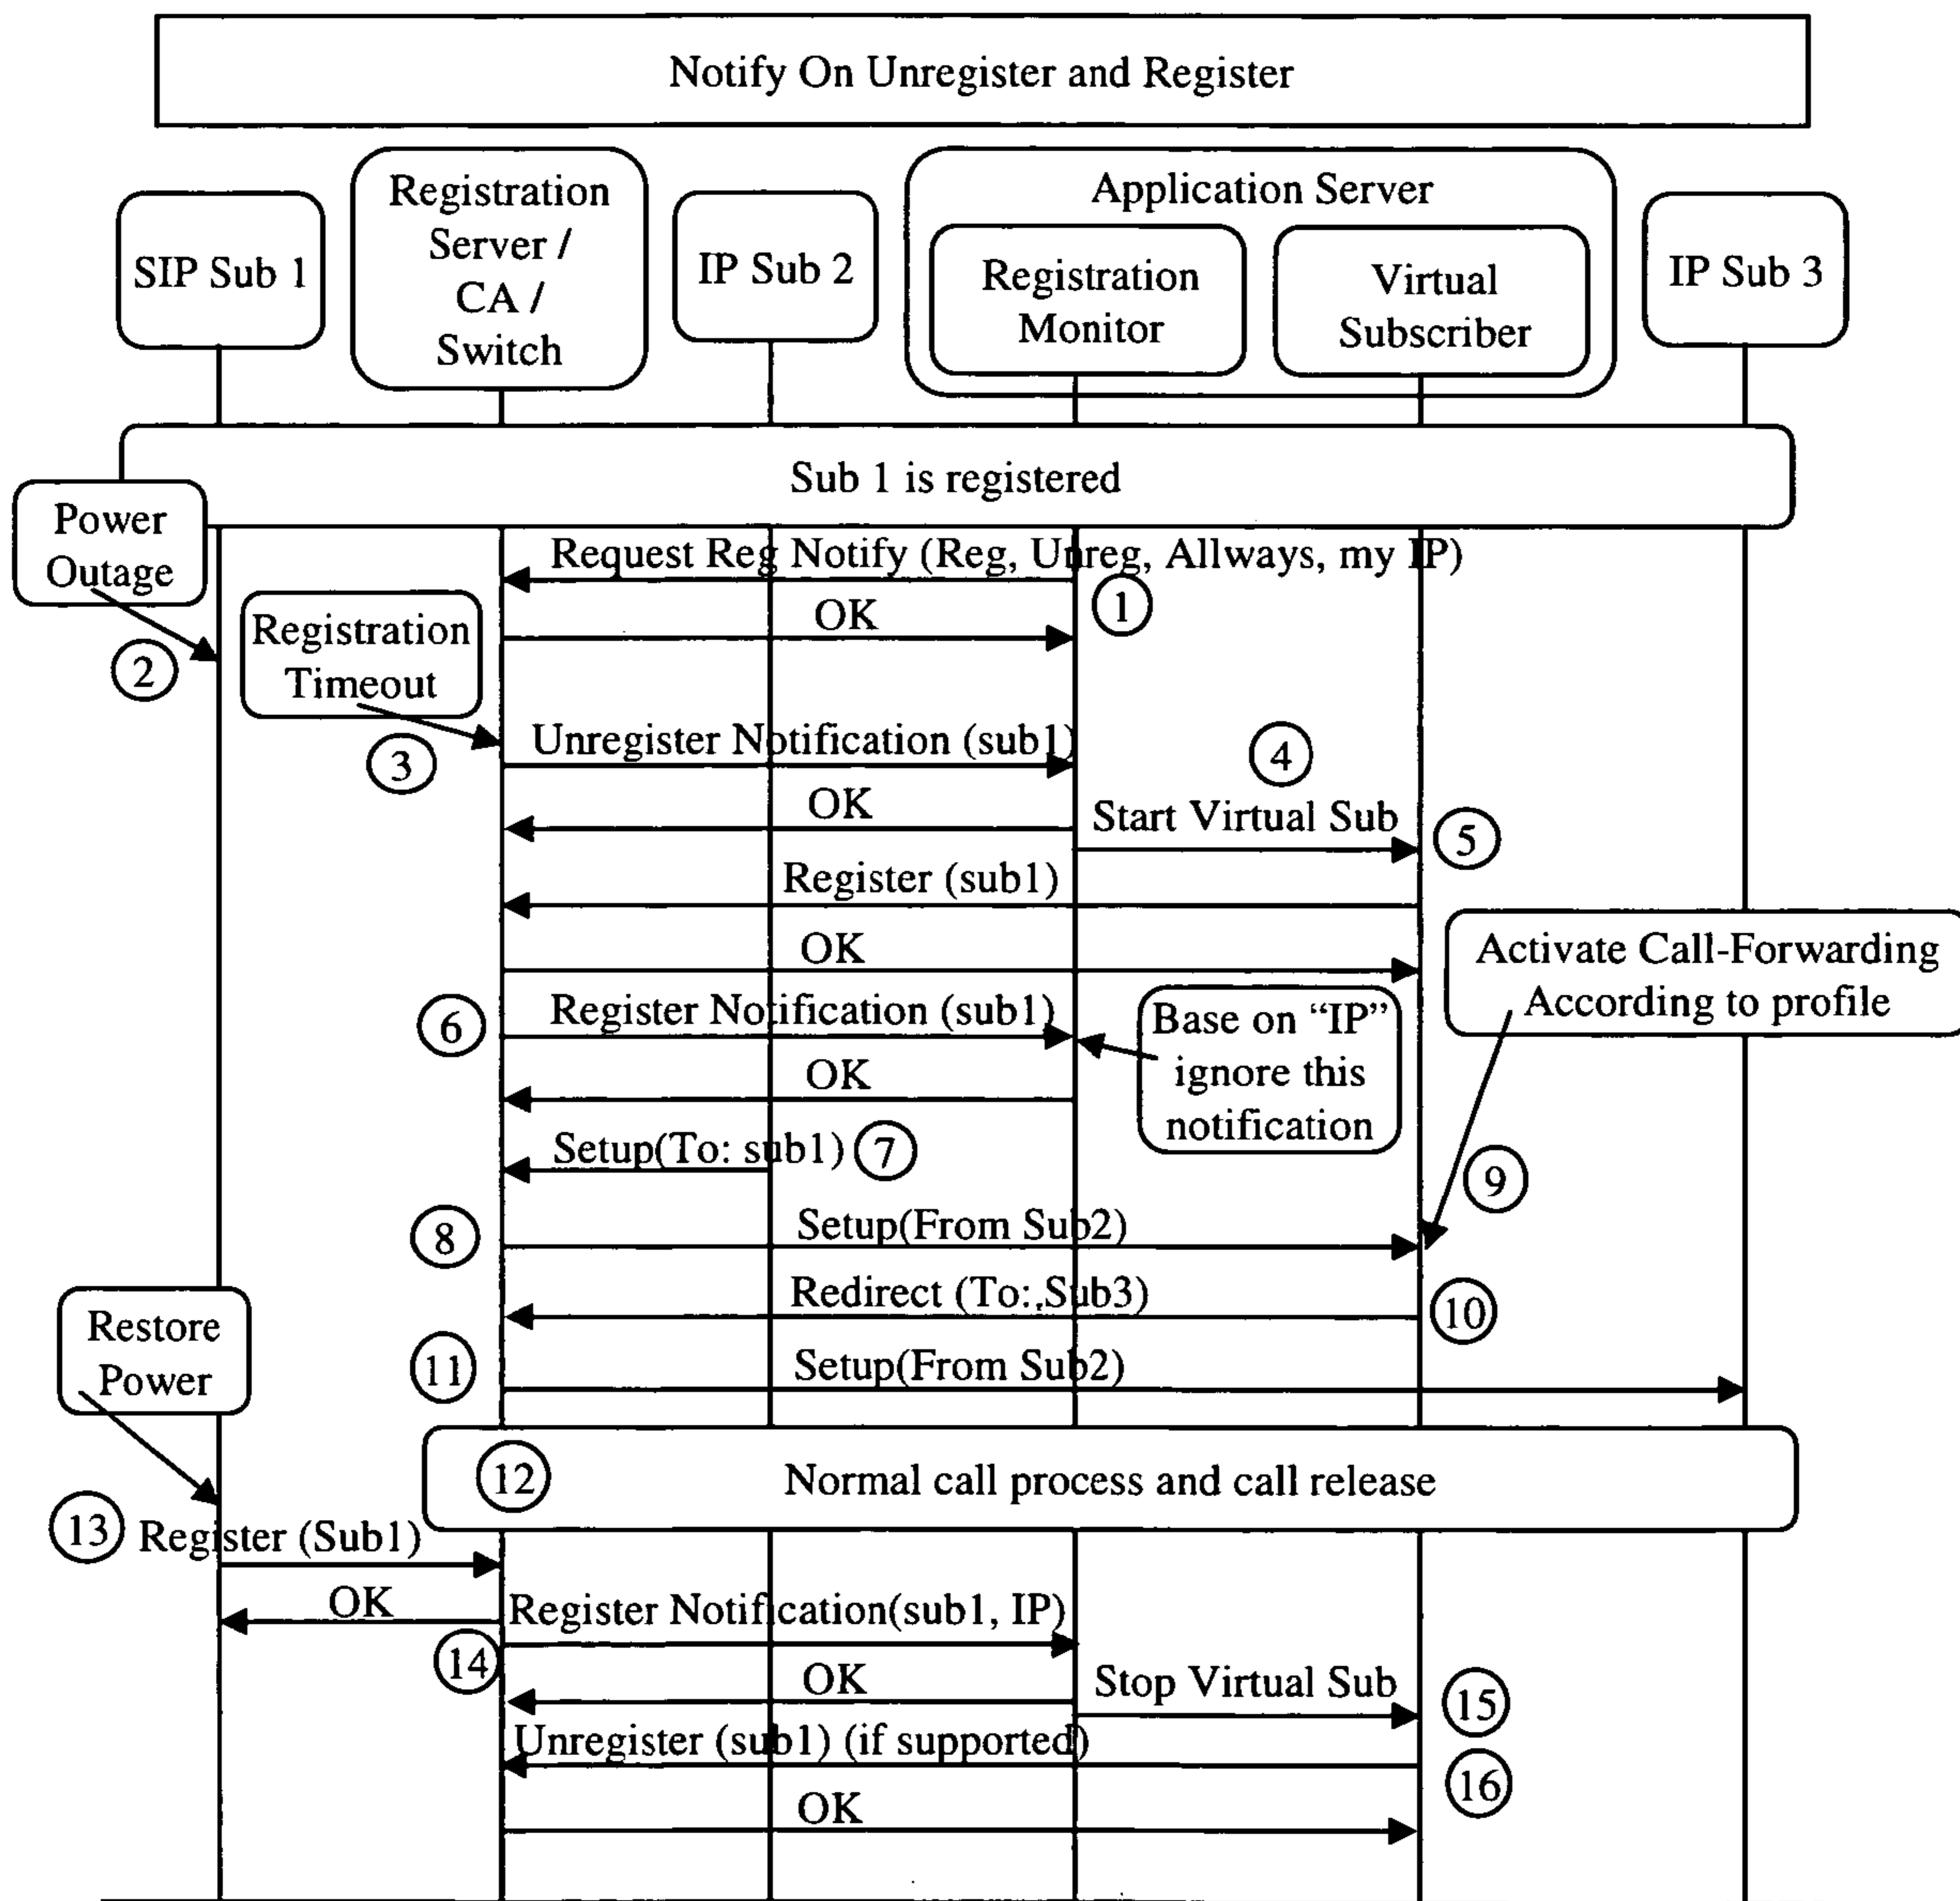 Notify On Unregister and Register
SIP Sub 1
Registration
Server /
CA /
Switch
IP Sub 2
Application Server
Registration
Monitor
Virtual
Subscriber
IP Sub 3
Sub 1 is registered
Power
Outage
Request Reg Notify (Reg, Unreg, Allways, my IP)
1
OK
2
Registration
Timeout
3
Unregister Notification (sub1)
4
OK
Start Virtual Sub
5
Register (sub1)
OK
Activate Call-Forwarding
According to profile
6
Register Notification (sub1)
Base on “IP”
ignore this
notification
OK
Setup(To: sub1)
7
8
Setup(From Sub2)
9
Redirect (To: Sub3)
10
Restore
Power
11
Setup(From Sub2)
12
Normal call process and call release
13
Register (Sub1)
OK
Register Notification(sub1, IP)
14
OK
Stop Virtual Sub
15
Unregister (sub1) (if supported)
16
OK